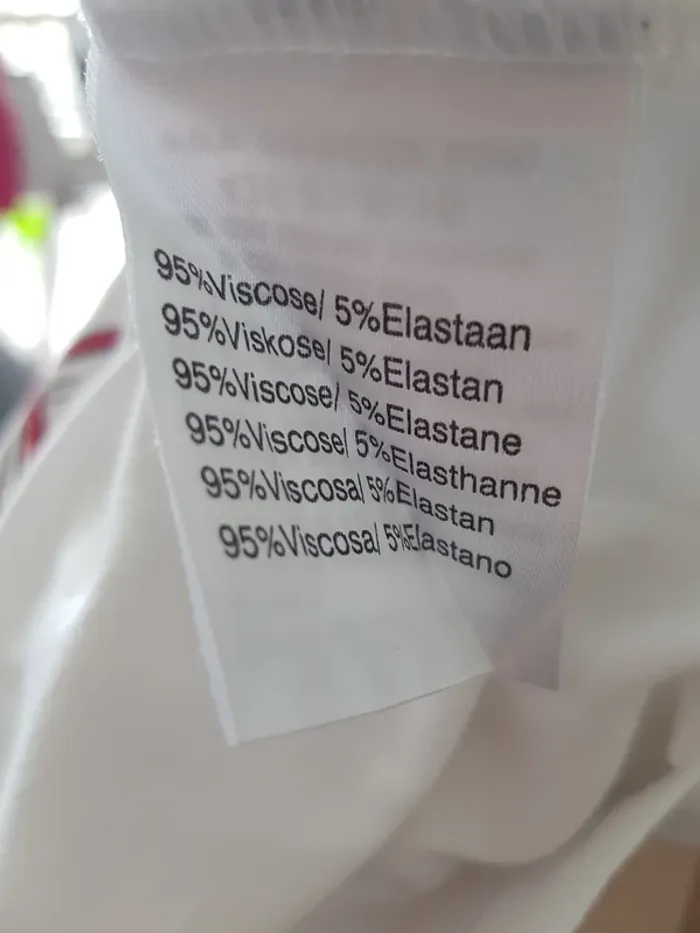 95%Viscose/ 5%Elastaan
95%Viskose/ 5%Elastan
95%Viscose/ 5%Elastane
95%Viscose/ 5%Elasthanne
95%Viscosa/ 5%Elastan
95%Viscosa/ 5%Elastano